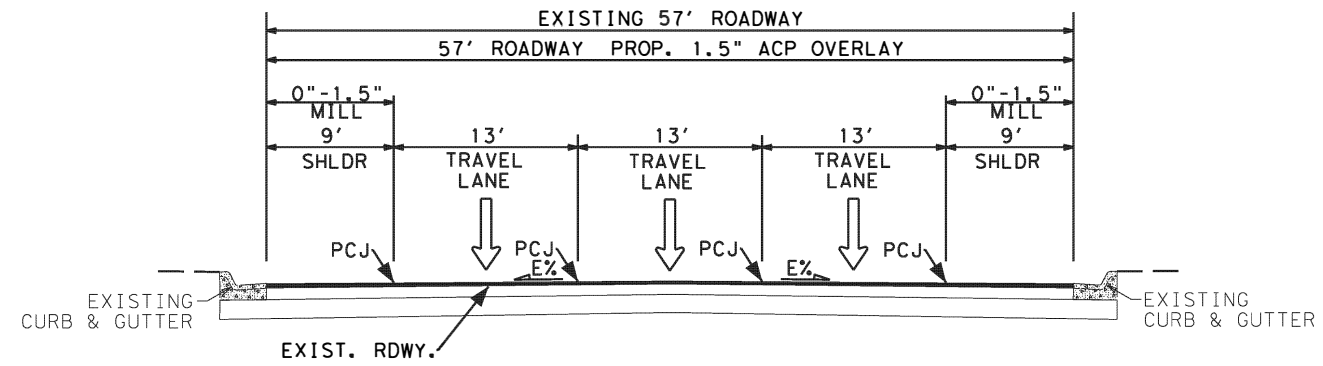 EXISTING 57' ROADWAY
57' ROADWAY PROP. 1.5" ACP OVERLAY
0"-1.5"
MILL
0"-1.5"
MILL
9'
SHLDR
13'
TRAVEL
LANE
13'
TRAVEL
LANE
13'
TRAVEL
LANE
9'
SHLDR
PCJ
PCJ
PCJ
PCJ
E%
E%
EXISTING
CURB & GUTTER
EXISTING
CURB & GUTTER
EXIST. RDWY.